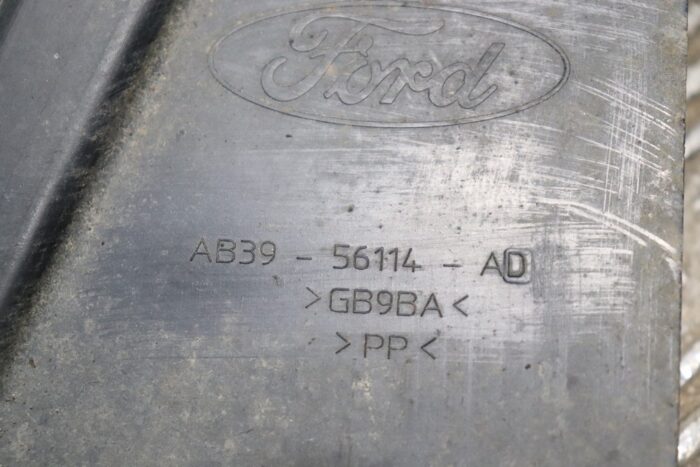 Ford
AB39 - 56114 - AD
>GB9BA<
>PP<